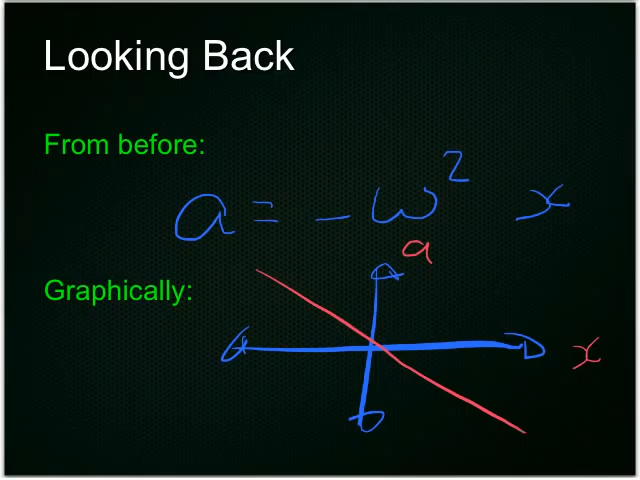 Looking Back
From before:
a = - ω² x
a
Graphically:
x